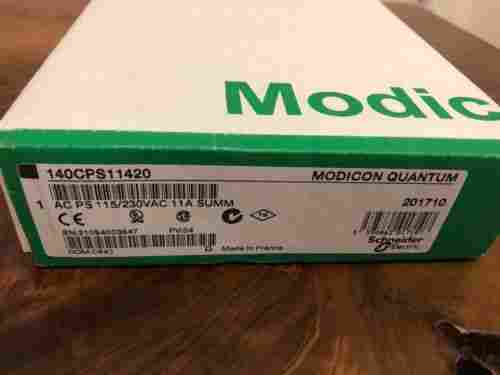 Modic
140CPS11420 MODICON QUANTUM
1 AC PS 115/230VAC 11A SUMM 201710
CE
PV:04
Made in France
Schneider
Electric